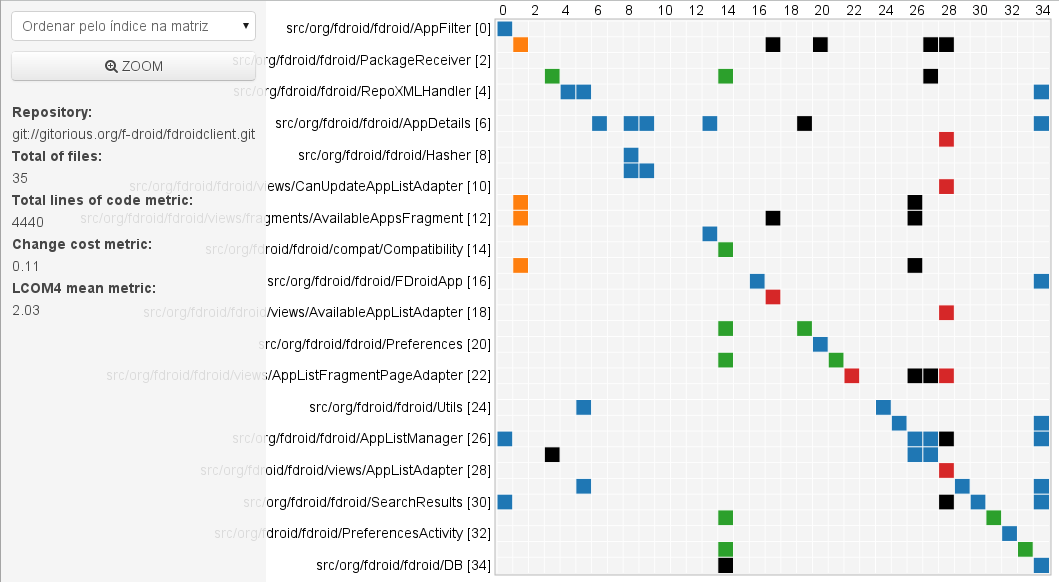 Ordenar pelo índice na matriz
ZOOM
Repository:
git://gitorious.org/f-droid/fdroidclient.git
Total of files:
35
Total lines of code metric:
4440
Change cost metric:
0.11
LCOM4 mean metric:
2.03
0 2 4 6 8 10 12 14 16 18 20 22 24 26 28 30 32 34
src/org/fdroid/fdroid/AppFilter [0]
src/org/fdroid/fdroid/PackageReceiver [2]
src/org/fdroid/fdroid/RepoXMLHandler [4]
src/org/fdroid/fdroid/AppDetails [6]
src/org/fdroid/fdroid/Hasher [8]
src/org/fdroid/fdroid/views/CanUpdateAppListAdapter [10]
src/org/fdroid/fdroid/views/fragments/AvailableAppsFragment [12]
src/org/fdroid/fdroid/compat/Compatibility [14]
src/org/fdroid/fdroid/FDroidApp [16]
src/org/fdroid/fdroid/views/AvailableAppListAdapter [18]
src/org/fdroid/fdroid/Preferences [20]
src/org/fdroid/fdroid/views/AppListFragmentPageAdapter [22]
src/org/fdroid/fdroid/Utils [24]
src/org/fdroid/fdroid/AppListManager [26]
src/org/fdroid/fdroid/views/AppListAdapter [28]
src/org/fdroid/fdroid/SearchResults [30]
src/org/fdroid/fdroid/PreferencesActivity [32]
src/org/fdroid/fdroid/DB [34]